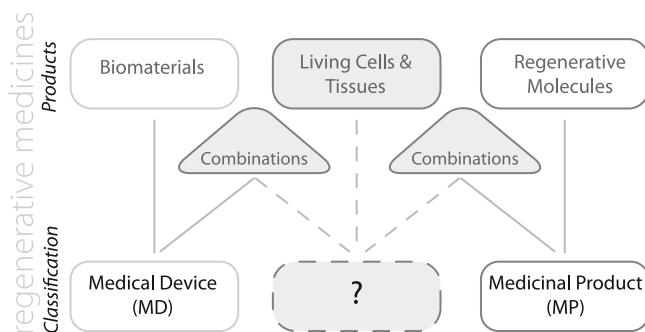 regenerative medicines
Products
Biomaterials
Living Cells &
Tissues
Regenerative
Molecules
Combinations
Combinations
Classification
Medical Device
(MD)
?
Medicinal Product
(MP)